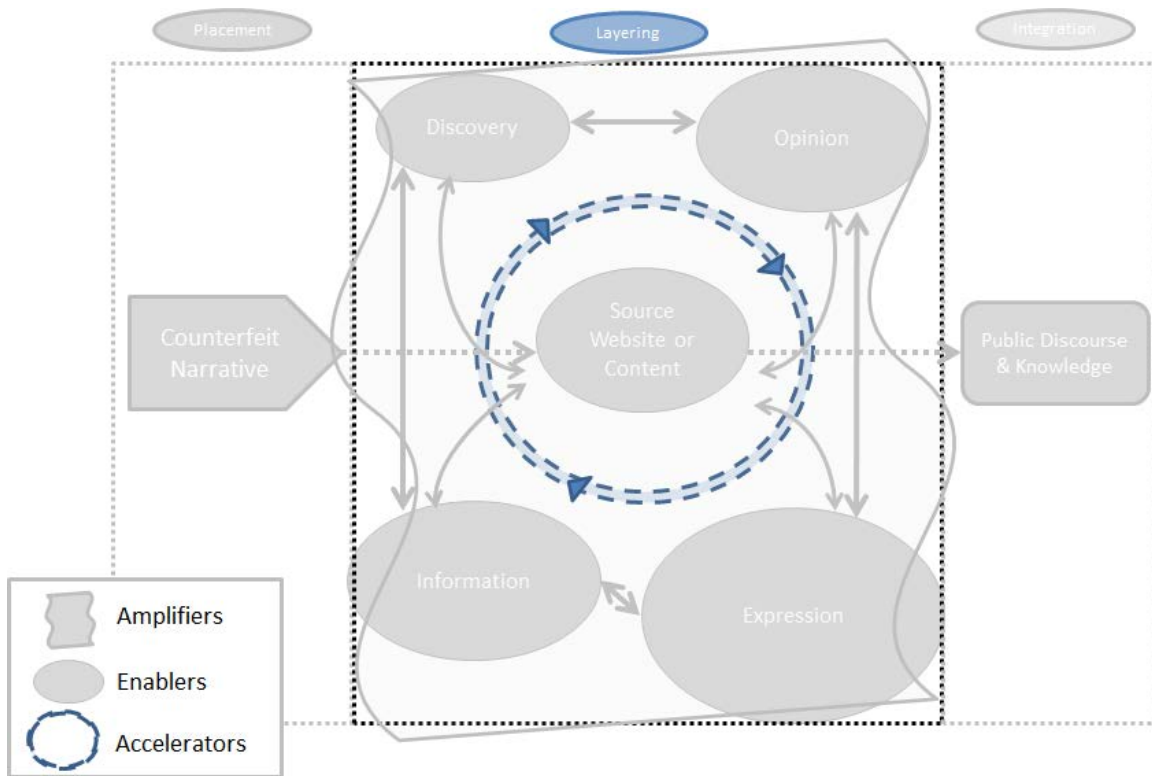 Placement
Layering
Integration
Discovery
Opinion
Counterfeit
Narrative
Source
Website or
Content
Public Discourse
& Knowledge
Information
Expression
Amplifiers
Enablers
Accelerators